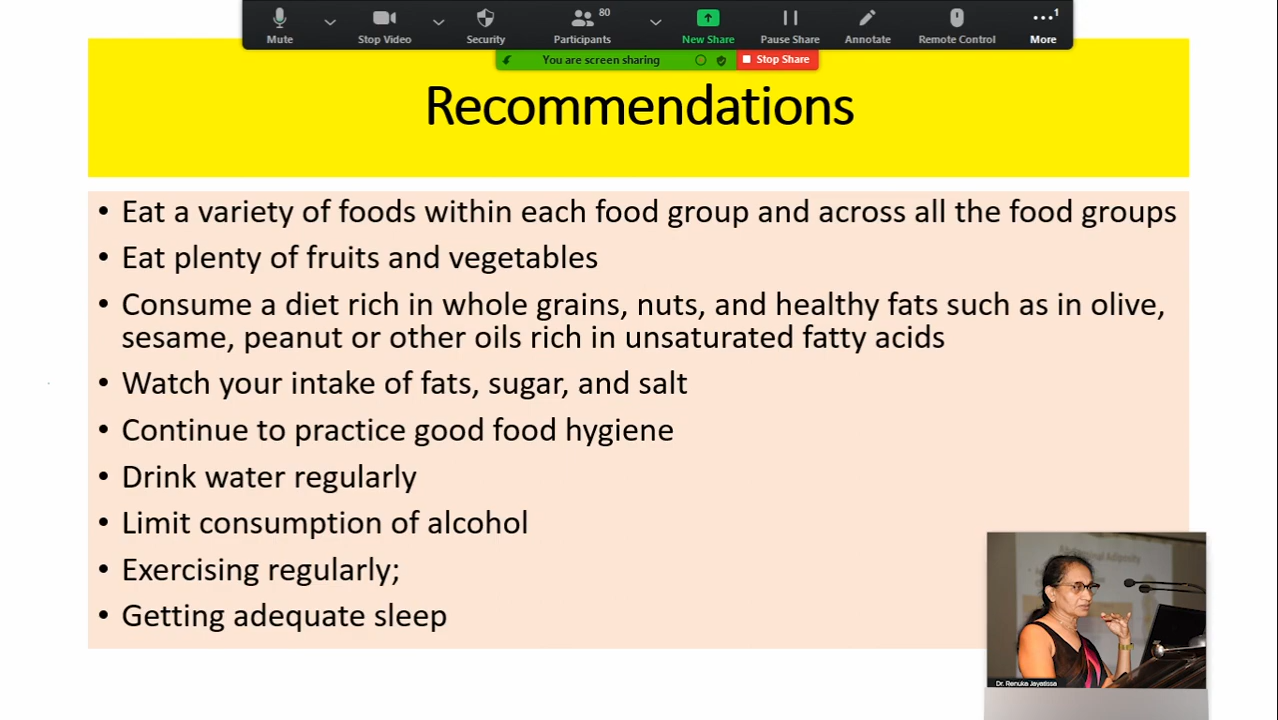 80
1
Mute
Stop Video
Security
Participants
New Share
Pause Share
Annotate
Remote Control
More
You are screen sharing
Stop Share
Recommendations
• Eat a variety of foods within each food group and across all the food groups
• Eat plenty of fruits and vegetables
• Consume a diet rich in whole grains, nuts, and healthy fats such as in olive,
sesame, peanut or other oils rich in unsaturated fatty acids
• Watch your intake of fats, sugar, and salt
• Continue to practice good food hygiene
• Drink water regularly
• Limit consumption of alcohol
• Exercising regularly;
• Getting adequate sleep
Abdominal Adiposity
Dr. Renuka Jayatissa